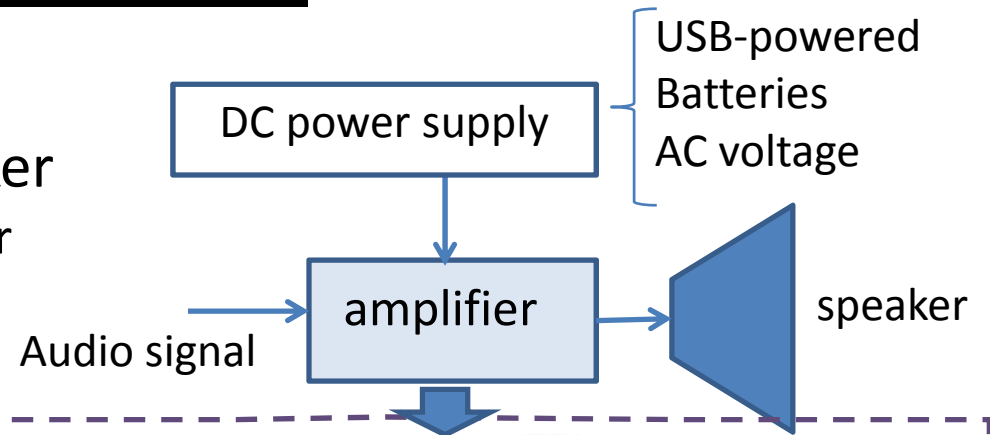 USB-powered
Batteries
AC voltage
DC power supply
amplifier
speaker
Audio signal